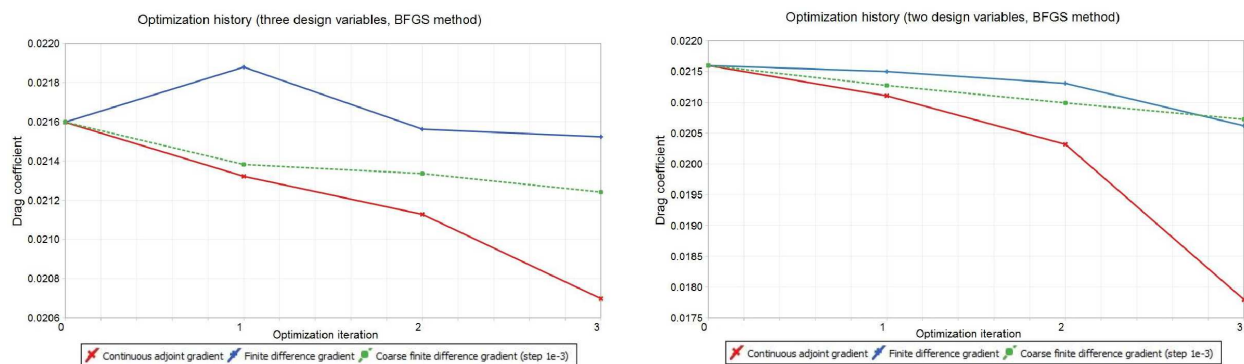 Optimization history (three design variables, BFGS method)
Drag coefficient
0.0220
0.0219
0.0218
0.0216
0.0214
0.0212
0.0210
0.0208
0.0206
0 1 2 3
Optimization iteration
Continuous adjoint gradient Finite difference gradient Coarse finite difference gradient (step 1e-3)
Optimization history (two design variables, BFGS method)
Drag coefficient
0.0220
0.0215
0.0210
0.0205
0.0200
0.0195
0.0190
0.0185
0.0180
0.0175
0 1 2 3
Optimization iteration
Continuous adjoint gradient Finite difference gradient Coarse finite difference gradient (step 1e-3)